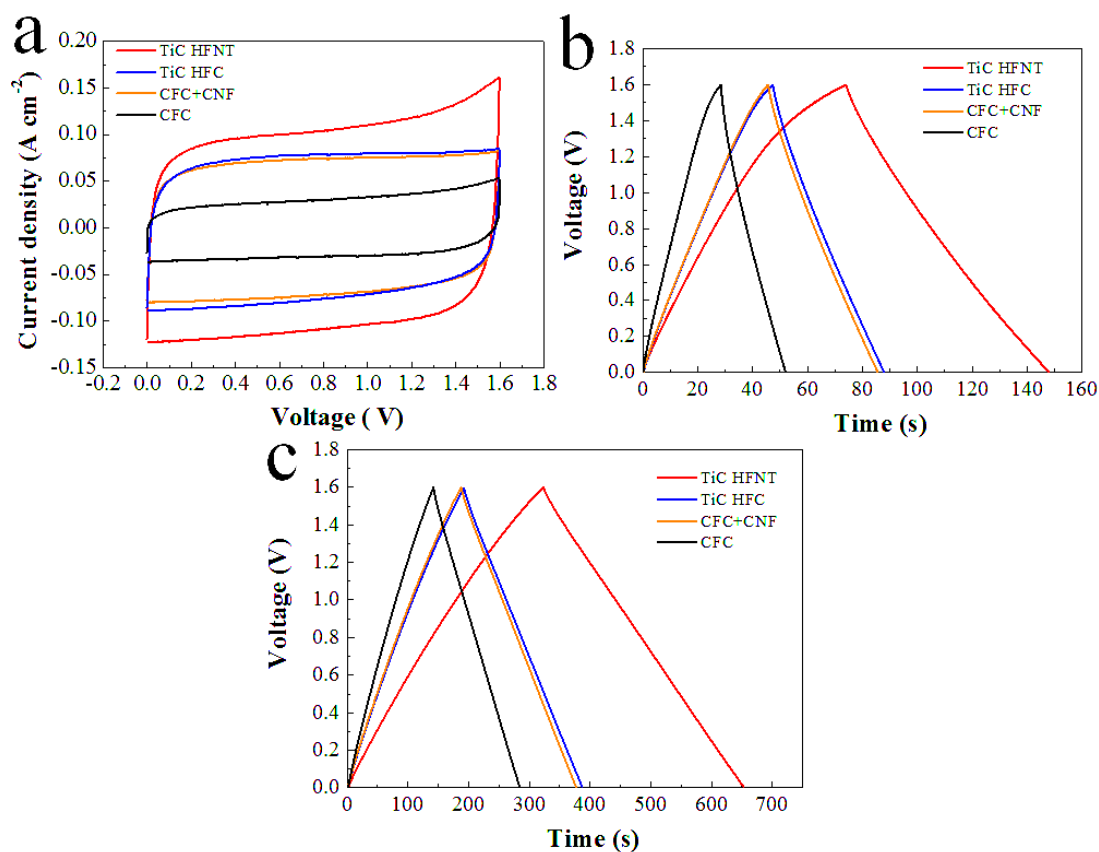 a
0.20
0.15
0.10
0.05
0.00
-0.05
-0.10
-0.15
Current density (A cm⁻²)
TiC HFNT
TiC HFC
CFC+CNF
CFC
-0.2 0.0 0.2 0.4 0.6 0.8 1.0 1.2 1.4 1.6 1.8
Voltage ( V)
b
1.8
1.6
1.4
1.2
1.0
0.8
0.6
0.4
0.2
0.0
Voltage (V)
TiC HFNT
TiC HFC
CFC+CNF
CFC
0 20 40 60 80 100 120 140 160
Time (s)
c
1.8
1.6
1.4
1.2
1.0
0.8
0.6
0.4
0.2
0.0
Voltage (V)
TiC HFNT
TiC HFC
CFC+CNF
CFC
0 100 200 300 400 500 600 700
Time (s)